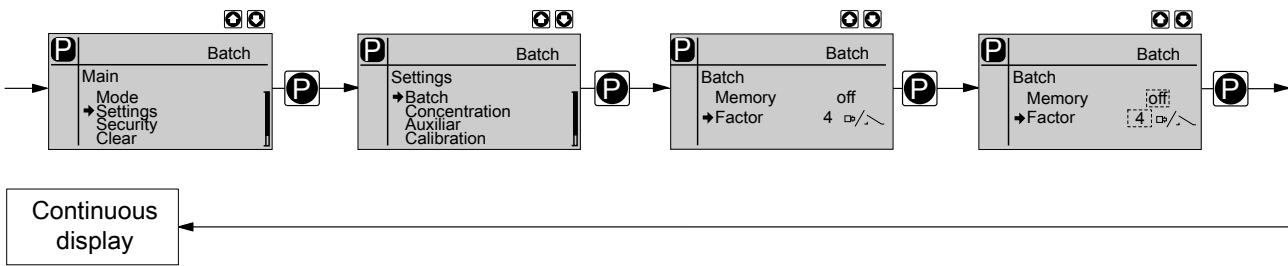 P Batch
Main
Mode
Settings
Security
Clear
P
P Batch
Settings
Batch
Concentration
Auxiliar
Calibration
P
P Batch
Batch
Memory off
Factor 4
P
P Batch
Batch
Memory off
Factor 4
P
Continuous
display